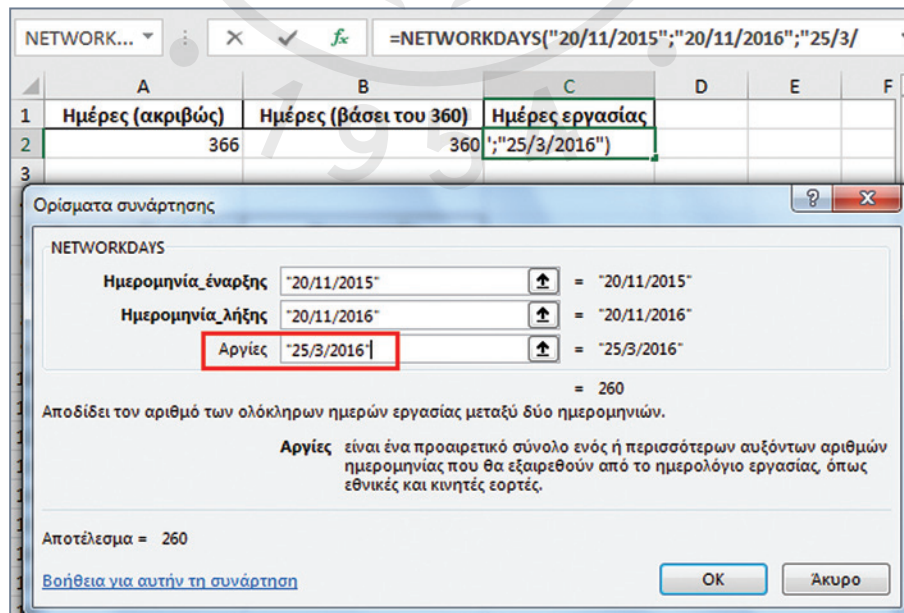 NETWORK... fx =NETWORKDAYS("20/11/2015";"20/11/2016";"25/3/
A B C D E F
1 Ημέρες (ακριβώς) Ημέρες (βάσει του 360) Ημέρες εργασίας
2 366 360 ';"25/3/2016")
3
1954
Ορίσματα συνάρτησης
NETWORKDAYS
Ημερομηνία_έναρξης "20/11/2015" = "20/11/2015"
Ημερομηνία_λήξης "20/11/2016" = "20/11/2016"
Αργίες "25/3/2016" = "25/3/2016"
= 260
Αποδίδει τον αριθμό των ολόκληρων ημερών εργασίας μεταξύ δύο ημερομηνιών.
Αργίες είναι ένα προαιρετικό σύνολο ενός ή περισσότερων αυξόντων αριθμών
ημερομηνίας που θα εξαιρεθούν από το ημερολόγιο εργασίας, όπως
εθνικές και κινητές εορτές.
Αποτέλεσμα = 260
Βοήθεια για αυτήν τη συνάρτηση
OK Άκυρο